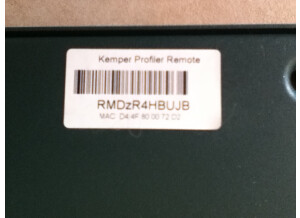 Kemper Profiler Remote
RMDzR4HBUJB
MAC: D4:4F:80:00:72:D2